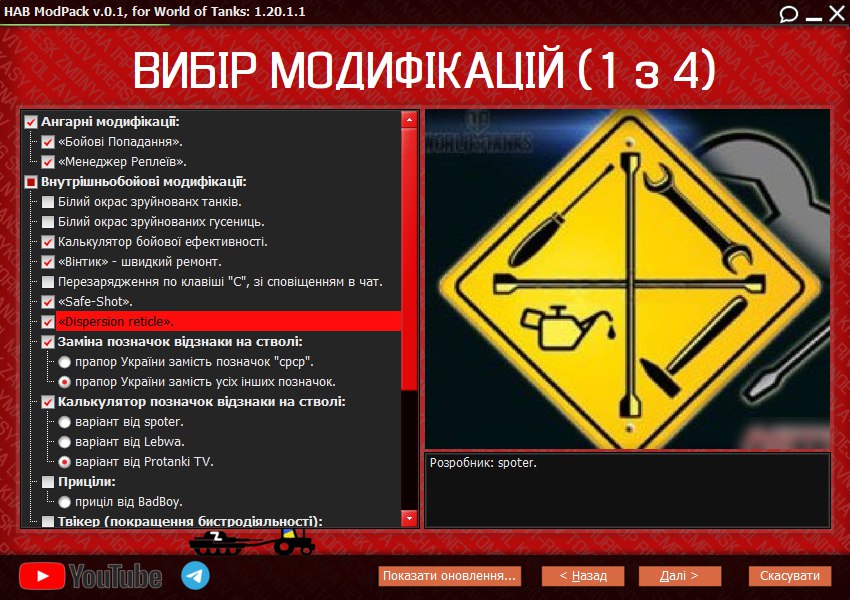 HAB ModPack v.0.1, for World of Tanks: 1.20.1.1
ВИБІР МОДИФІКАЦІЙ (1 з 4)
Ангарні модифікації:
«Бойові Попадання».
«Менеджер Реплеїв».
Внутрішньобойові модифікації:
Білий окрас зруйнованих танків.
Білий окрас зруйнованих гусениць.
Калькулятор бойової ефективності.
«Вінтик» - швидкий ремонт.
Перезарядження по клавіші "С", зі сповіщенням в чат.
«Safe-Shot».
«Dispersion reticle».
Заміна позначок відзнаки на стволі:
прапор України замість позначок "срср".
прапор України замість усіх інших позначок.
Калькулятор позначок відзнаки на стволі:
варіант від spoter.
варіант від Lebwa.
варіант від Protanki TV.
Приціли:
приціл від BadBoy.
Твікер (покращення бистродіяльності):
WORLD OF TANKS
Розробник: spoter.
Z
YouTube
Показати оновлення...
< Назад
Далі >
Скасувати